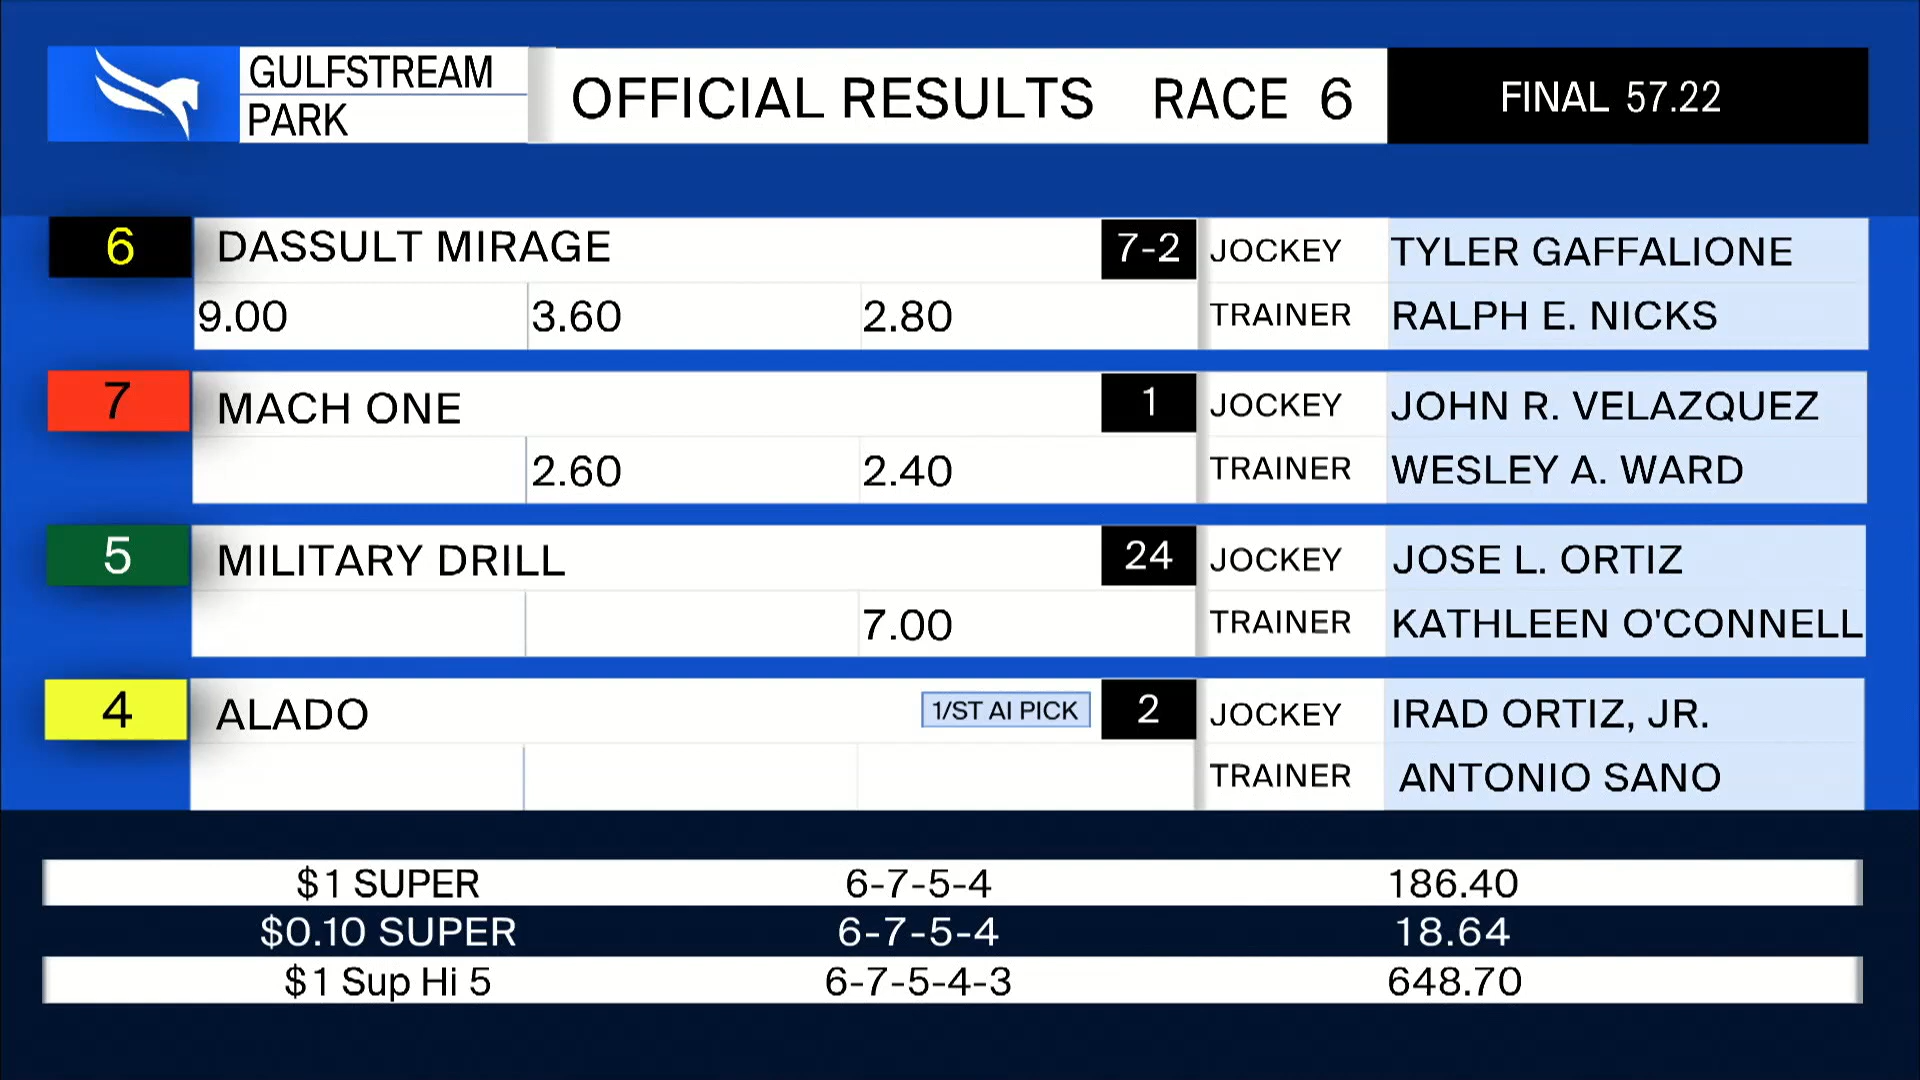 GULFSTREAM
PARK
OFFICIAL RESULTS RACE 6
FINAL 57.22
6 DASSULT MIRAGE 7-2 JOCKEY TYLER GAFFALIONE
9.00 3.60 2.80 TRAINER RALPH E. NICKS
7 MACH ONE 1 JOCKEY JOHN R. VELAZQUEZ
2.60 2.40 TRAINER WESLEY A. WARD
5 MILITARY DRILL 24 JOCKEY JOSE L. ORTIZ
7.00 TRAINER KATHLEEN O'CONNELL
4 ALADO 1/ST AI PICK 2 JOCKEY IRAD ORTIZ, JR.
TRAINER ANTONIO SANO
$1 SUPER 6-7-5-4 186.40
$0.10 SUPER 6-7-5-4 18.64
$1 Sup Hi 5 6-7-5-4-3 648.70